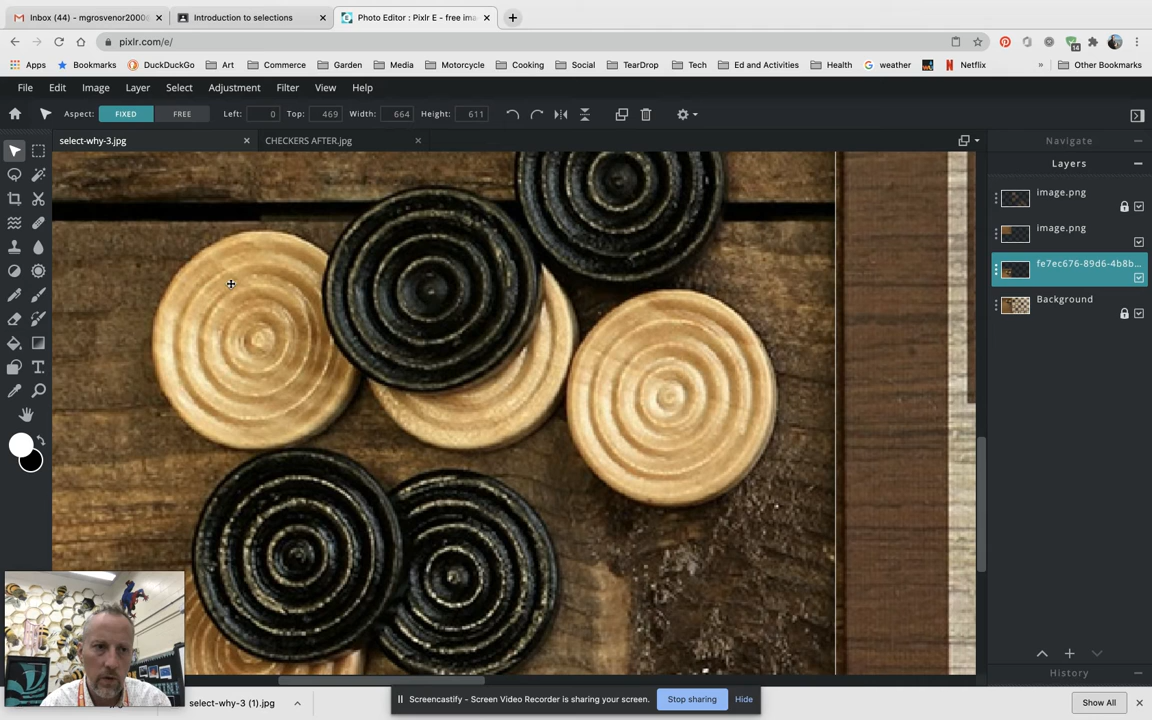 Inbox (44) - mgrosvenor2000
Introduction to selections
Photo Editor : Pixlr E - free ima
pixlr.com/e/
14
Apps Bookmarks DuckDuckGo Art Commerce Garden Media Motorcycle Cooking Social TearDrop Tech Ed and Activities Health weather Netflix » Other Bookmarks
File Edit Image Layer Select Adjustment Filter View Help
Aspect: FIXED FREE Left: 0 Top: 469 Width: 664 Height: 611
select-why-3.jpg CHECKERS AFTER.jpg
Navigate
Layers
image.png
image.png
fe7ec676-89d6-4b8b...
Background
History
select-why-3 (1).jpg
Screencastify - Screen Video Recorder is sharing your screen. Stop sharing Hide
Show All